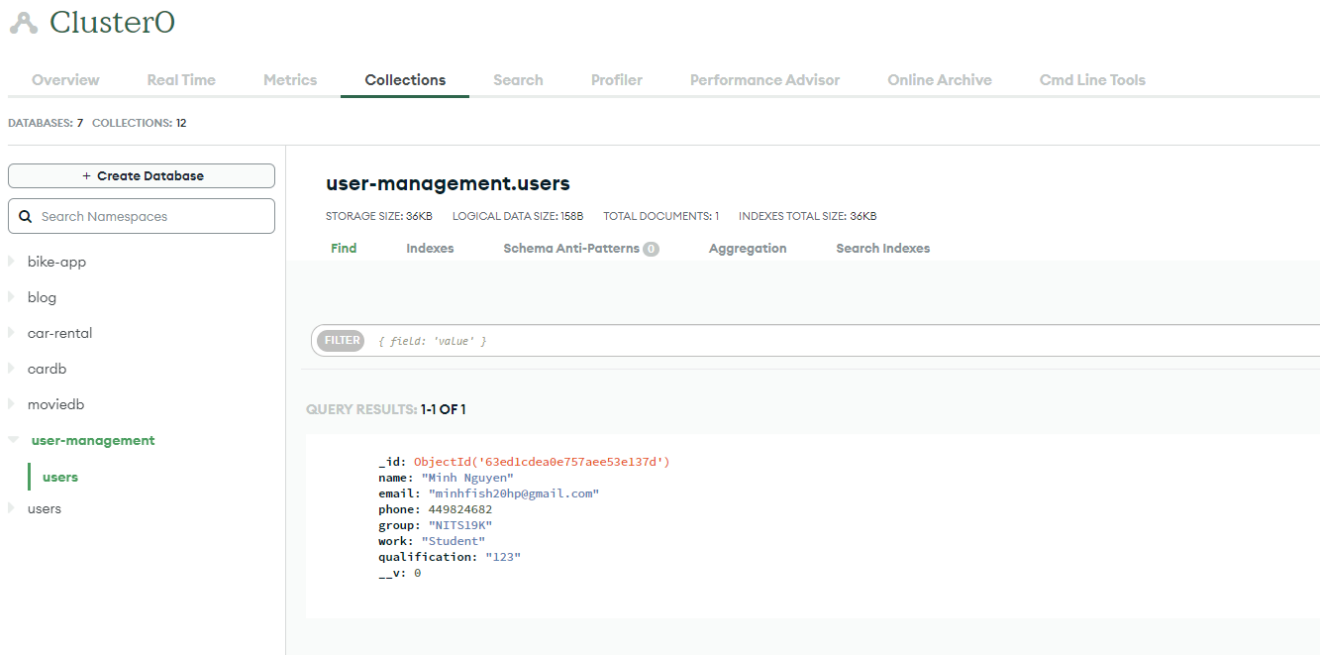 Cluster0
Overview Real Time Metrics Collections Search Profiler Performance Advisor Online Archive Cmd Line Tools
DATABASES: 7 COLLECTIONS: 12
+ Create Database
Search Namespaces
bike-app
blog
car-rental
cardb
moviedb
user-management
users
users
user-management.users
STORAGE SIZE: 36KB LOGICAL DATA SIZE: 158B TOTAL DOCUMENTS: 1 INDEXES TOTAL SIZE: 36KB
Find Indexes Schema Anti-Patterns 0 Aggregation Search Indexes
FILTER { field: 'value' }
QUERY RESULTS: 1-1 OF 1
_id: ObjectId('63ed1cdea0e757aee53e137d')
name: "Minh Nguyen"
email: "minhfish20hp@gmail.com"
phone: 449824682
group: "NITS19K"
work: "Student"
qualification: "123"
__v: 0